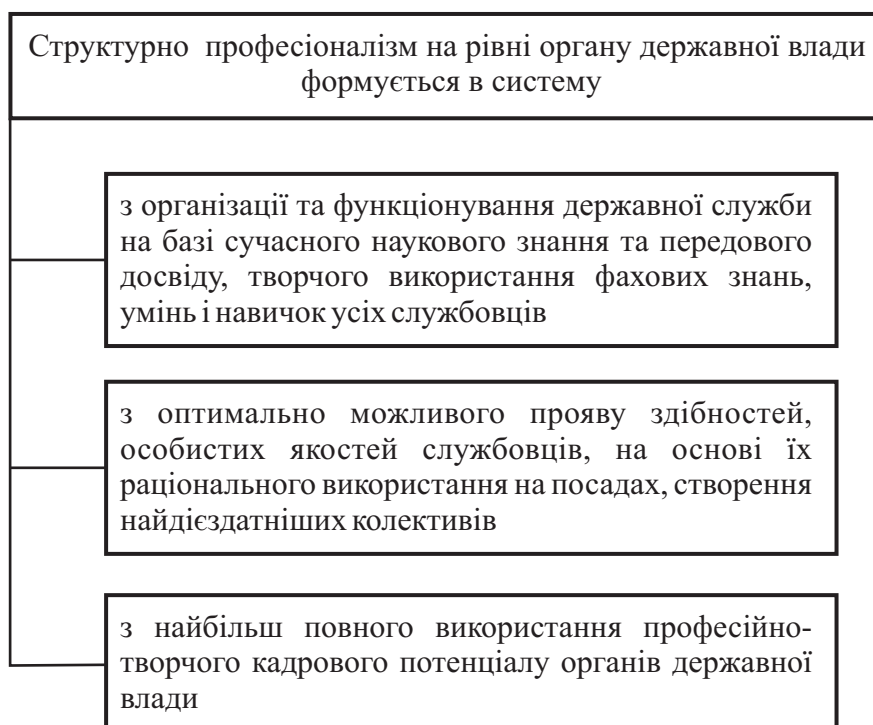 Структурно професіоналізм на рівні органу державної влади
формується в систему
з організації та функціонування державної служби
на базі сучасного наукового знання та передового
досвіду, творчого використання фахових знань,
умінь і навичок усіх службовців
з оптимально можливого прояву здібностей,
особистих якостей службовців, на основі їх
раціонального використання на посадах, створення
найдієздатніших колективів
з найбільш повного використання професійно-
творчого кадрового потенціалу органів державної
влади